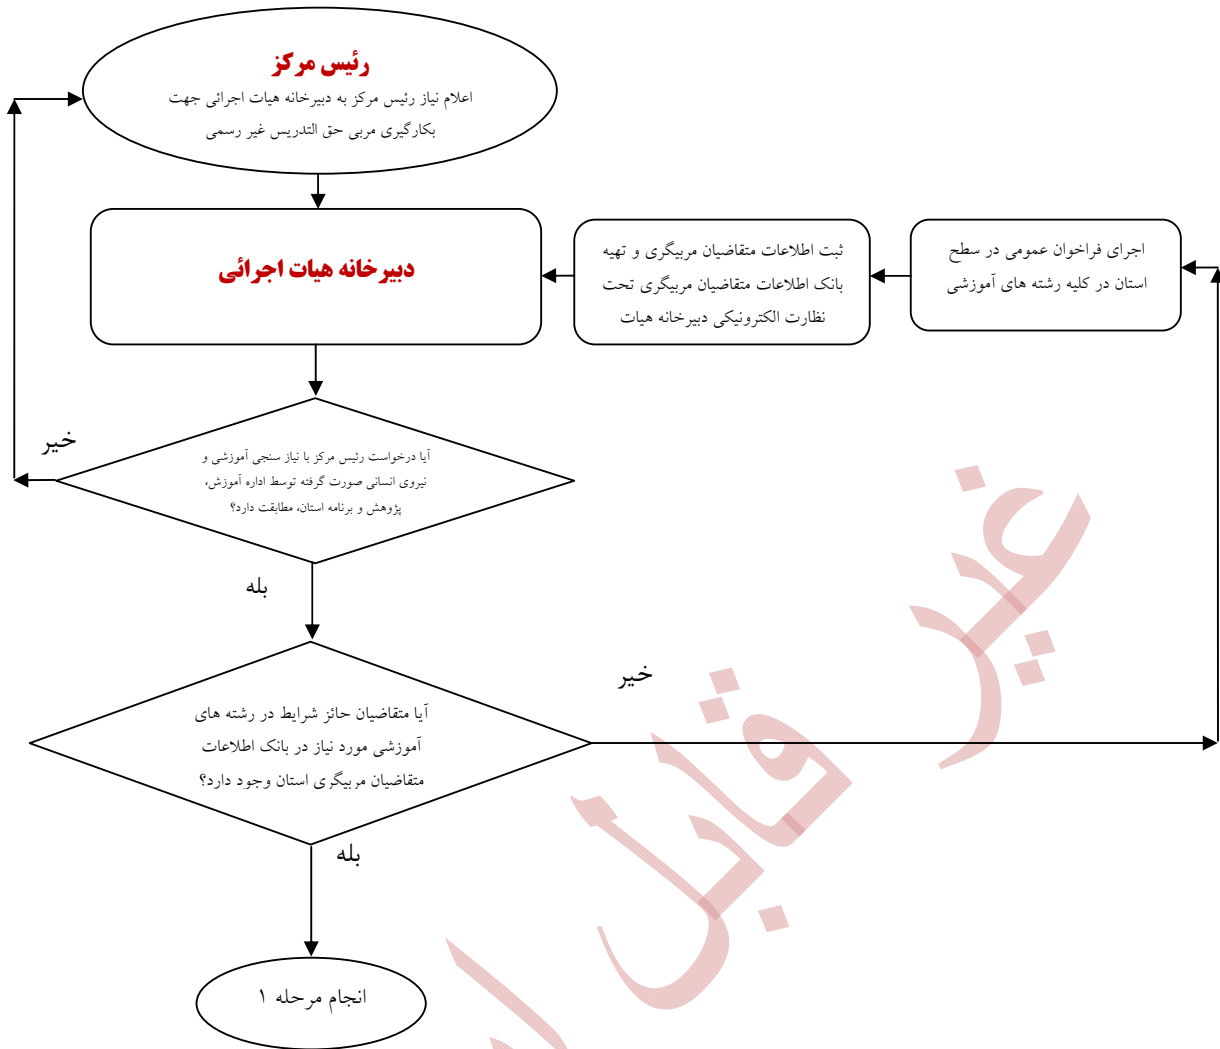 رئیس مرکز
اعلام نیاز رئیس مرکز به دبیرخانه هیات اجرائی جهت
بکارگیری مربی حق التدریس غیر رسمی
دبیرخانه هیات اجرائی
ثبت اطلاعات متقاضیان مربیگری و تهیه
بانک اطلاعات متقاضیان مربیگری تحت
نظارت الکترونیکی دبیرخانه هیات
اجرای فراخوان عمومی در سطح
استان در کلیه رشته های آموزشی
خیر
آیا درخواست رئیس مرکز با نیاز سنجی آموزشی و
نیروی انسانی صورت گرفته توسط اداره آموزش،
پژوهش و برنامه استان، مطابقت دارد؟
بله
خیر
آیا متقاضیان حائز شرایط در رشته های
آموزشی مورد نیاز در بانک اطلاعات
متقاضیان مربیگری استان وجود دارد؟
بله
انجام مرحله ۱
غیر قابل